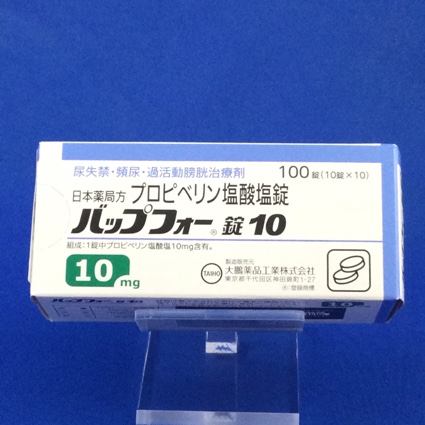 尿失禁・頻尿・過活動膀胱治療剤
100錠(10錠×10)
日本薬局方 プロピベリン塩酸塩錠
バップフォー®錠10
組成:1錠中プロピベリン塩酸塩10mg含有。
10mg
製造販売元
TAIHO 大鵬薬品工業株式会社
東京都千代田区神田錦町1-27
®登録商標